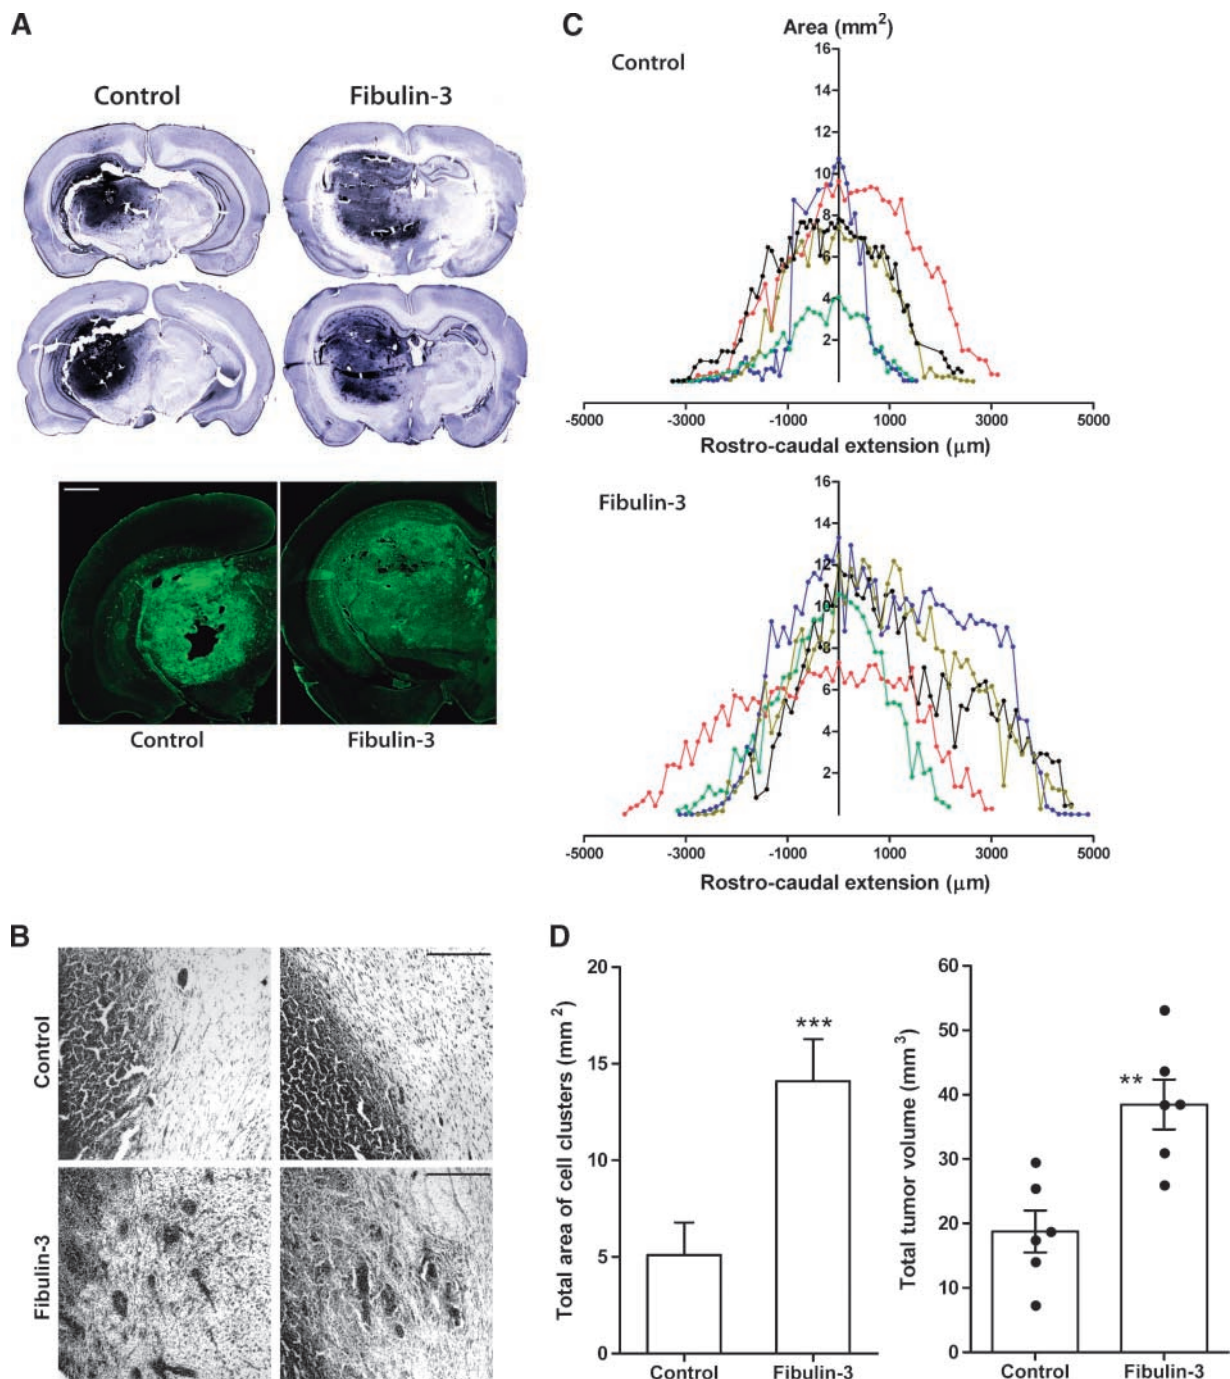 A
Control
Fibulin-3
Control
Fibulin-3
B
Control
Fibulin-3
C
Control
Area (mm2)
16
14
12
10
8
6
4
2
-5000
-3000
-1000
1000
3000
5000
Rostro-caudal extension (μm)
Fibulin-3
16
14
12
10
8
6
4
2
-5000
-3000
-1000
1000
3000
5000
Rostro-caudal extension (μm)
D
Total area of cell clusters (mm2)
20
15
10
5
0
***
Control
Fibulin-3
Total tumor volume (mm3)
60
50
40
30
20
10
0
**
Control
Fibulin-3